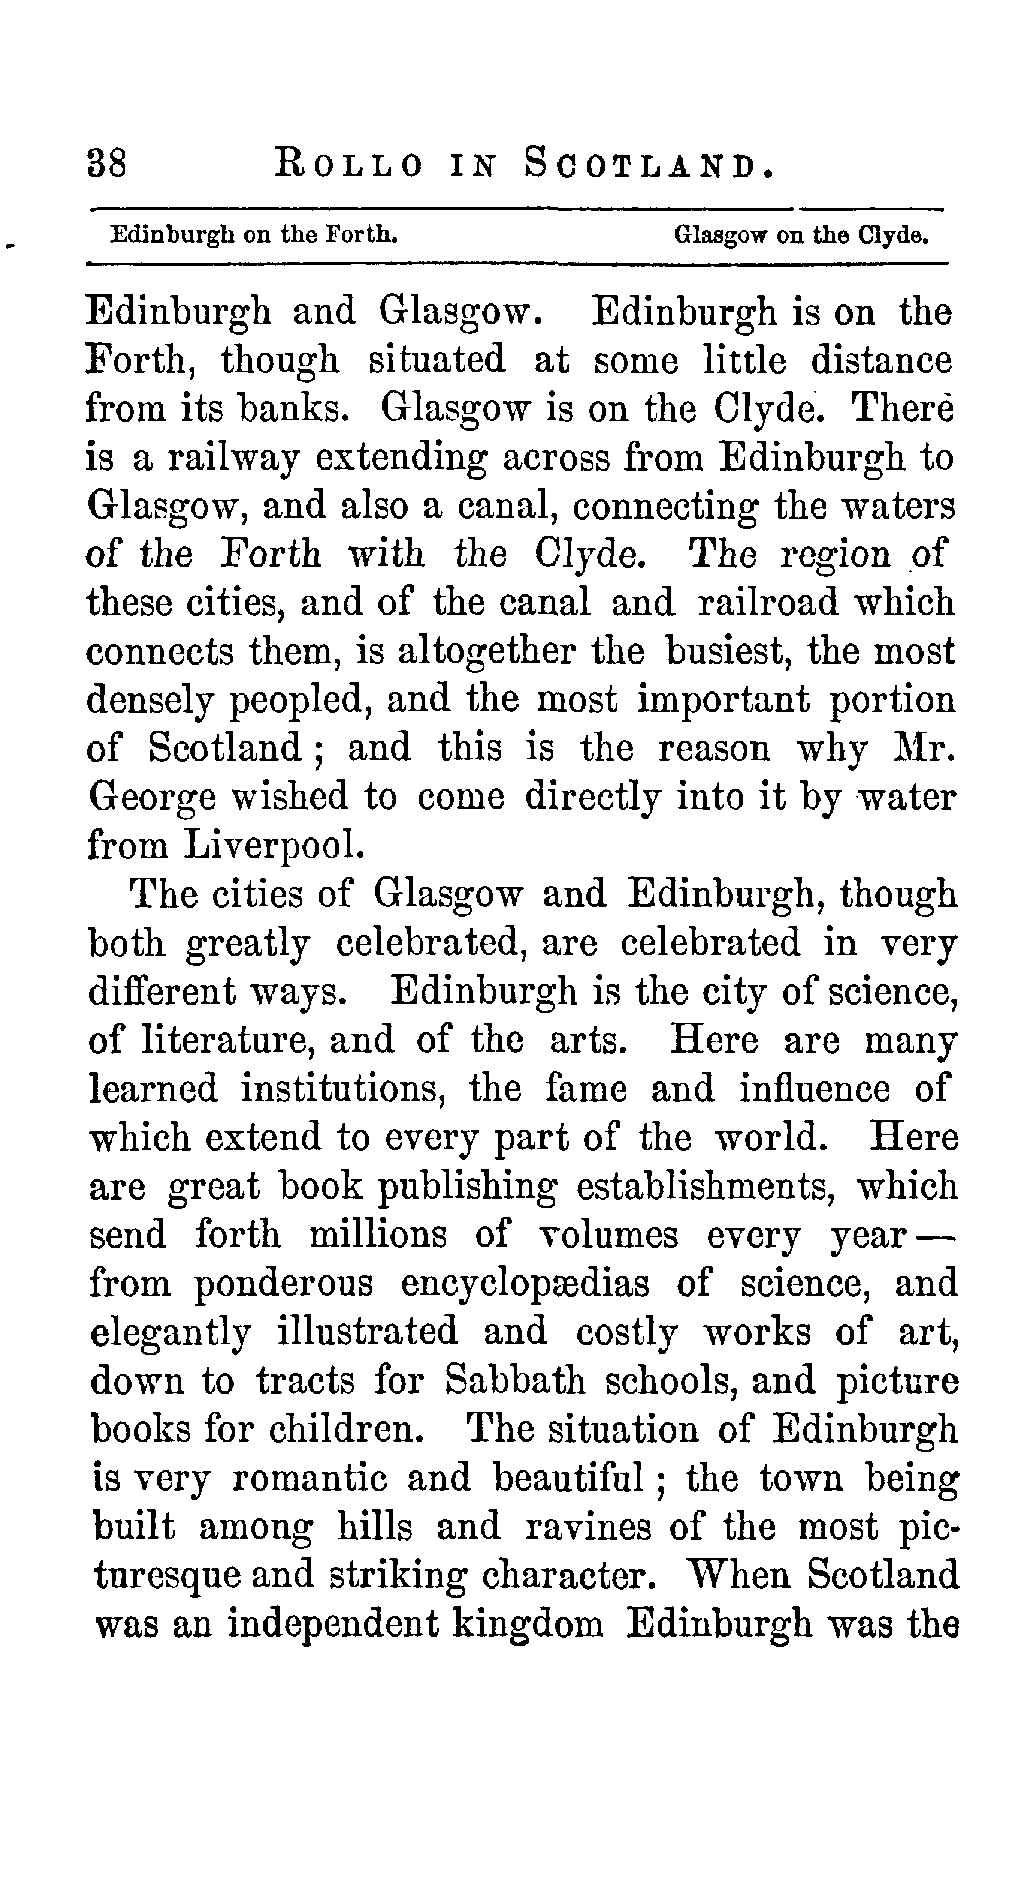 38 ROLLO IN SCOTLAND.
Edinburgh on the Forth. Glasgow on the Clyde.
Edinburgh and Glasgow. Edinburgh is on the
Forth, though situated at some little distance
from its banks. Glasgow is on the Clyde. There
is a railway extending across from Edinburgh to
Glasgow, and also a canal, connecting the waters
of the Forth with the Clyde. The region of
these cities, and of the canal and railroad which
connects them, is altogether the busiest, the most
densely peopled, and the most important portion
of Scotland; and this is the reason why Mr.
George wished to come directly into it by water
from Liverpool.
The cities of Glasgow and Edinburgh, though
both greatly celebrated, are celebrated in very
different ways. Edinburgh is the city of science,
of literature, and of the arts. Here are many
learned institutions, the fame and influence of
which extend to every part of the world. Here
are great book publishing establishments, which
send forth millions of volumes every year—
from ponderous encyclopædias of science, and
elegantly illustrated and costly works of art,
down to tracts for Sabbath schools, and picture
books for children. The situation of Edinburgh
is very romantic and beautiful; the town being
built among hills and ravines of the most pic-
turesque and striking character. When Scotland
was an independent kingdom Edinburgh was the